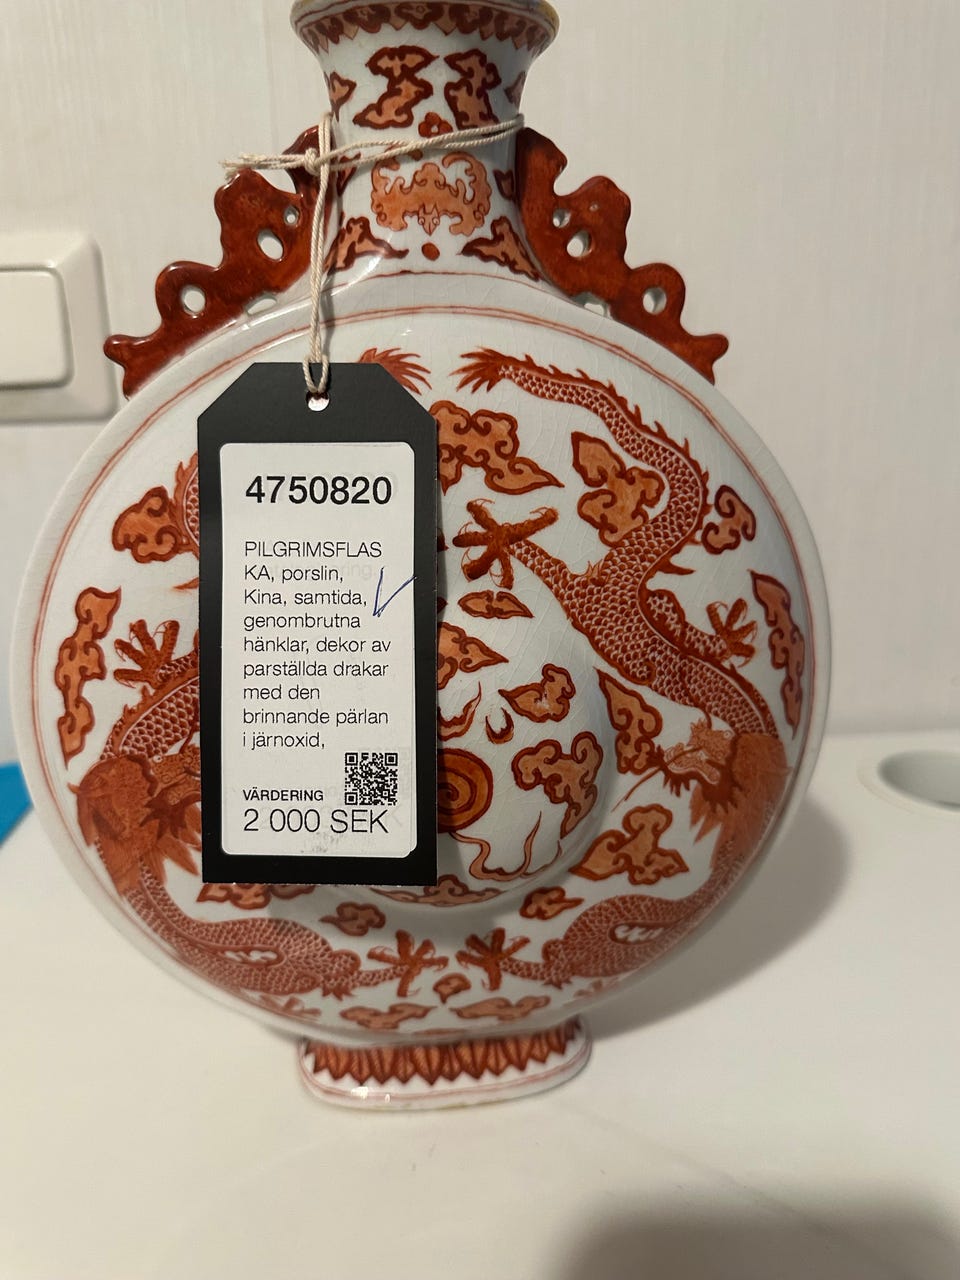 4750820
PILGRIMSFLAS
KA, porslin,
Kina, samtida,
genombrutna
hänklar, dekor av
parställda drakar
med den
brinnande pärlan
i järnoxid,
VÄRDERING
2 000 SEK